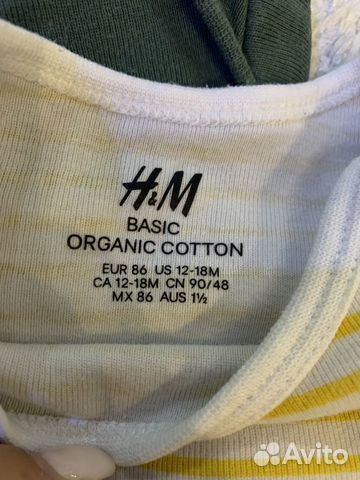 H&M
BASIC
ORGANIC COTTON
EUR 86 US 12-18M
CA 12-18M CN 90/48
MX 86 AUS 1½
Avito